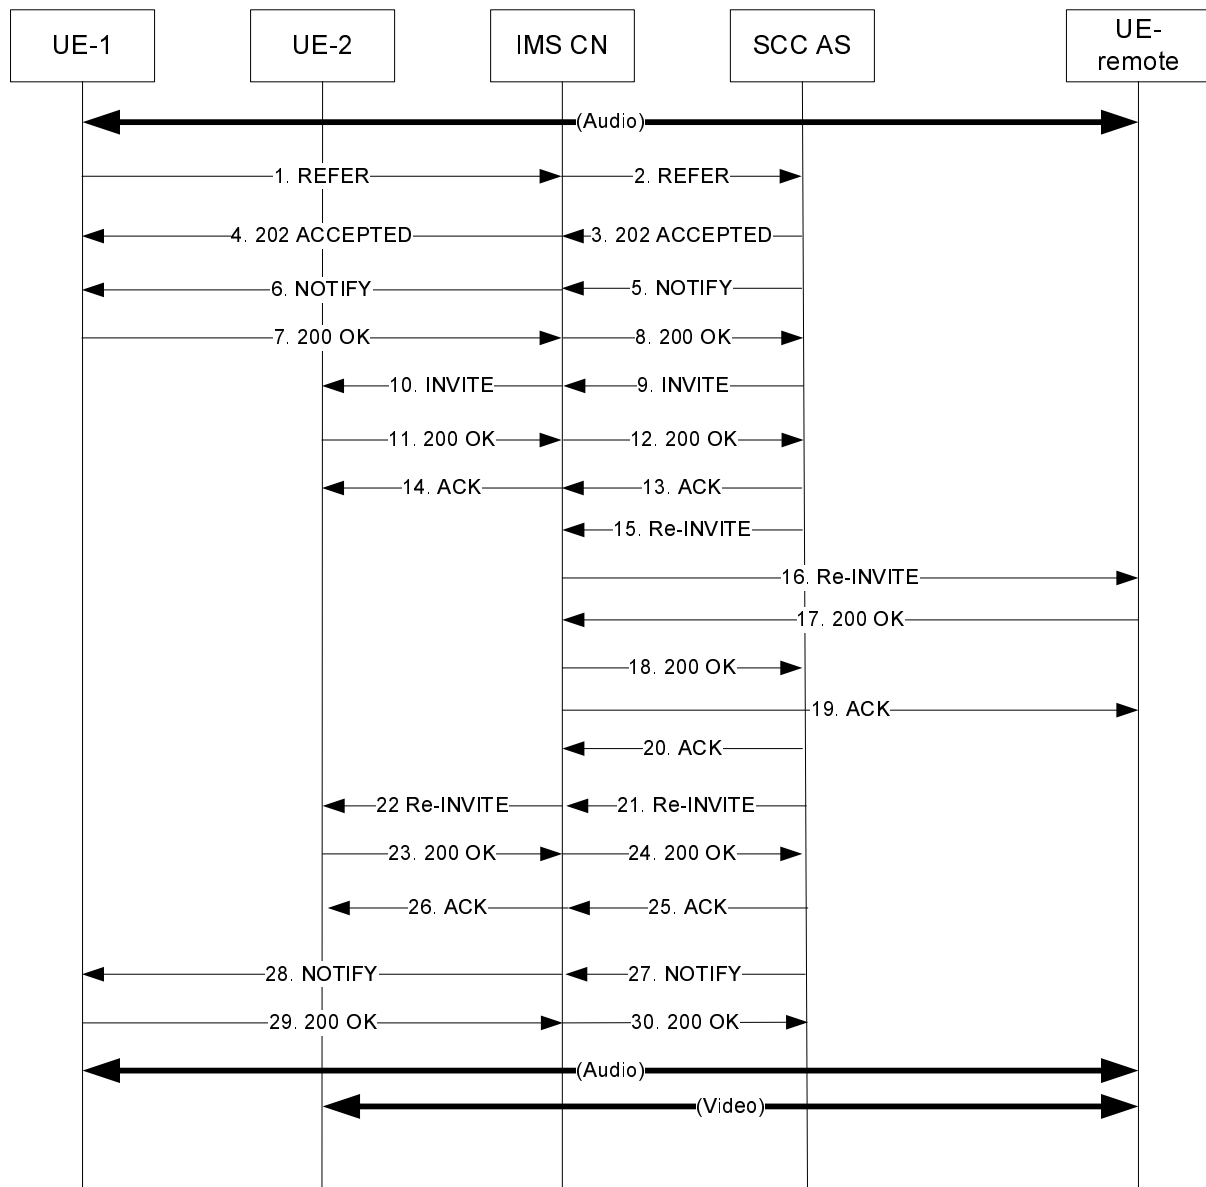 UE-1
UE-2
IMS CN
SCC AS
UE-
remote
(Audio)
1. REFER
2. REFER
4. 202 ACCEPTED
3. 202 ACCEPTED
6. NOTIFY
5. NOTIFY
7. 200 OK
8. 200 OK
10. INVITE
9. INVITE
11. 200 OK
12. 200 OK
14. ACK
13. ACK
15. Re-INVITE
16. Re-INVITE
17. 200 OK
18. 200 OK
19. ACK
20. ACK
22 Re-INVITE
21. Re-INVITE
23. 200 OK
24. 200 OK
26. ACK
25. ACK
28. NOTIFY
27. NOTIFY
29. 200 OK
30. 200 OK
(Audio)
(Video)